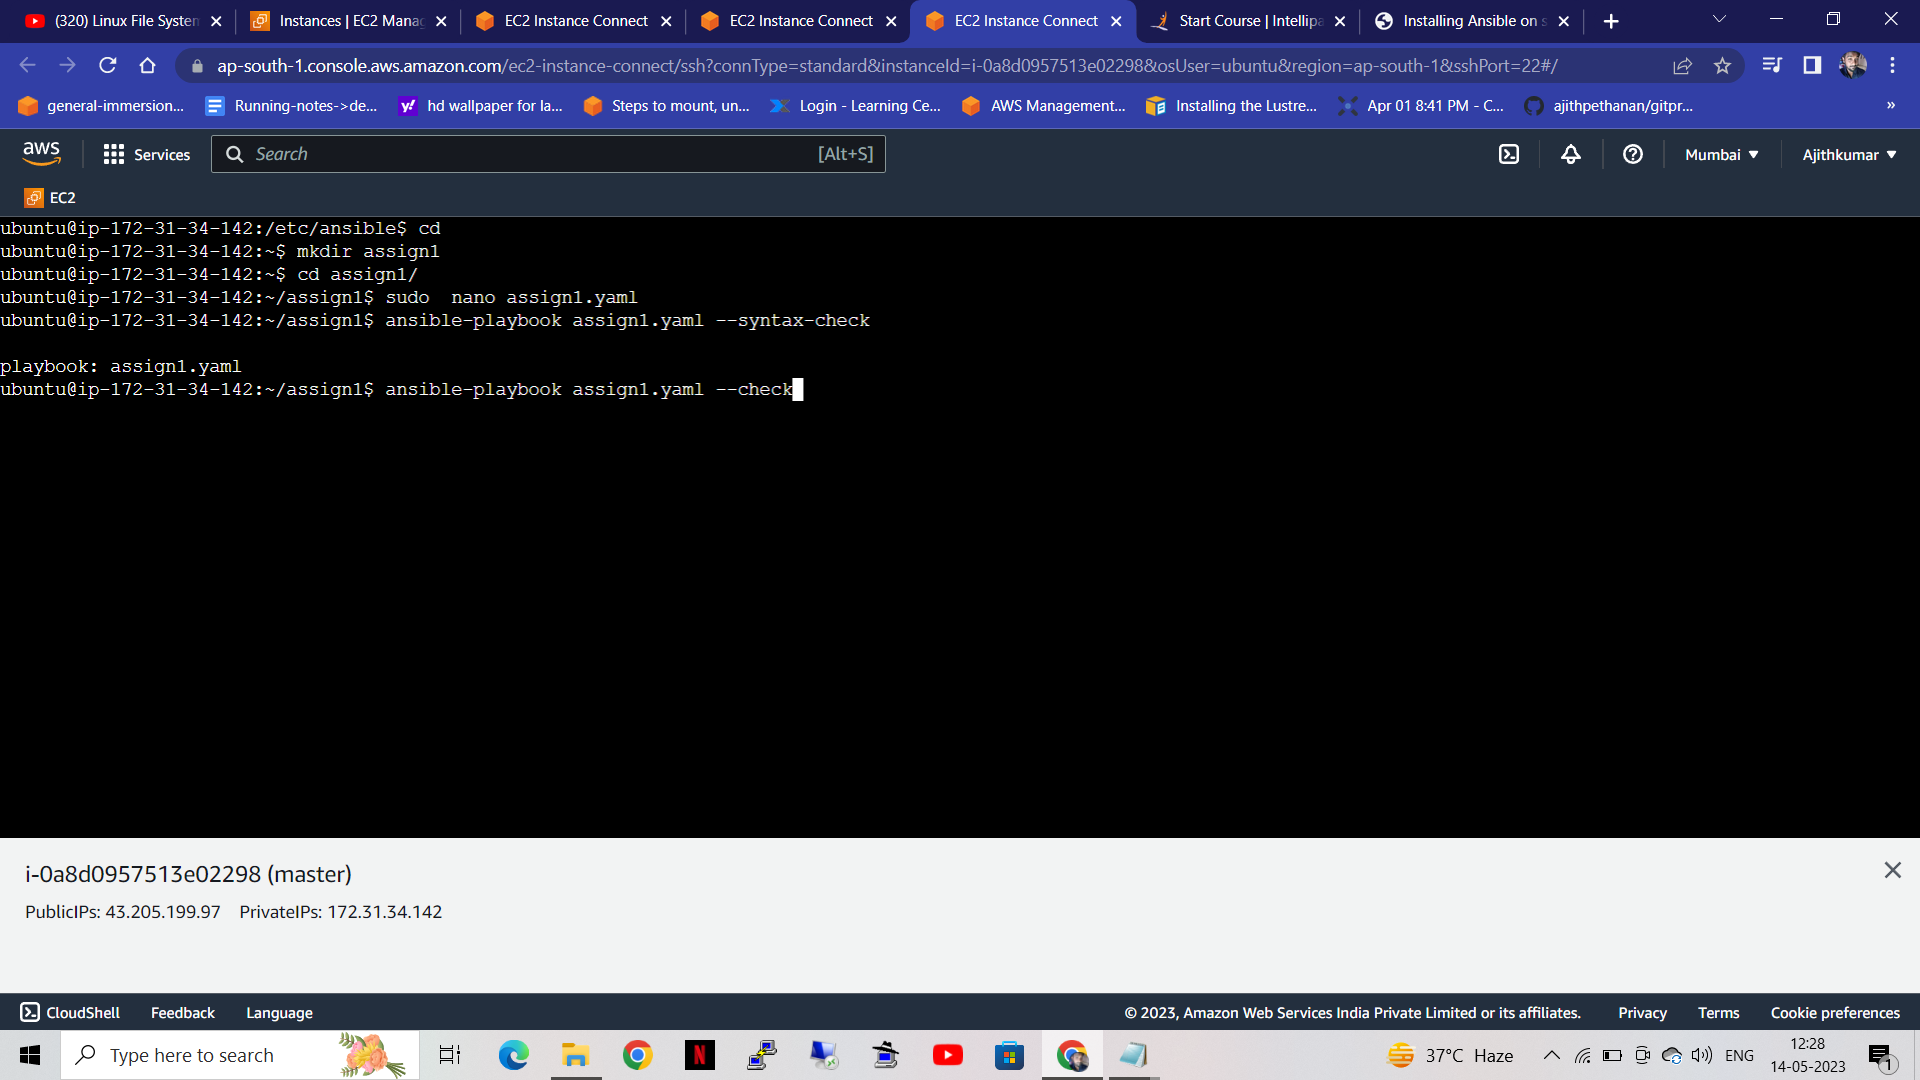 (320) Linux File System
Instances | EC2 Manag
EC2 Instance Connect
EC2 Instance Connect
EC2 Instance Connect
Start Course | Intellipa
Installing Ansible on s
ap-south-1.console.aws.amazon.com/ec2-instance-connect/ssh?connType=standard&instanceId=i-0a8d0957513e02298&osUser=ubuntu&region=ap-south-1&sshPort=22#/
general-immersion...
Running-notes->de...
y!
hd wallpaper for la...
Steps to mount, un...
Login - Learning Ce...
AWS Management...
Installing the Lustre...
Apr 01 8:41 PM - C...
ajithpethanan/gitpr...
»
aws
Services
Search
[Alt+S]
Mumbai
Ajithkumar
EC2
ubuntu@ip-172-31-34-142:/etc/ansible$ cd
ubuntu@ip-172-31-34-142:~$ mkdir assign1
ubuntu@ip-172-31-34-142:~$ cd assign1/
ubuntu@ip-172-31-34-142:~/assign1$ sudo  nano assign1.yaml
ubuntu@ip-172-31-34-142:~/assign1$ ansible-playbook assign1.yaml --syntax-check
playbook: assign1.yaml
ubuntu@ip-172-31-34-142:~/assign1$ ansible-playbook assign1.yaml --check
i-0a8d0957513e02298 (master)
PublicIPs: 43.205.199.97 PrivateIPs: 172.31.34.142
CloudShell
Feedback
Language
© 2023, Amazon Web Services India Private Limited or its affiliates.
Privacy
Terms
Cookie preferences
Type here to search
N
37°C Haze
ENG
12:28
14-05-2023
1